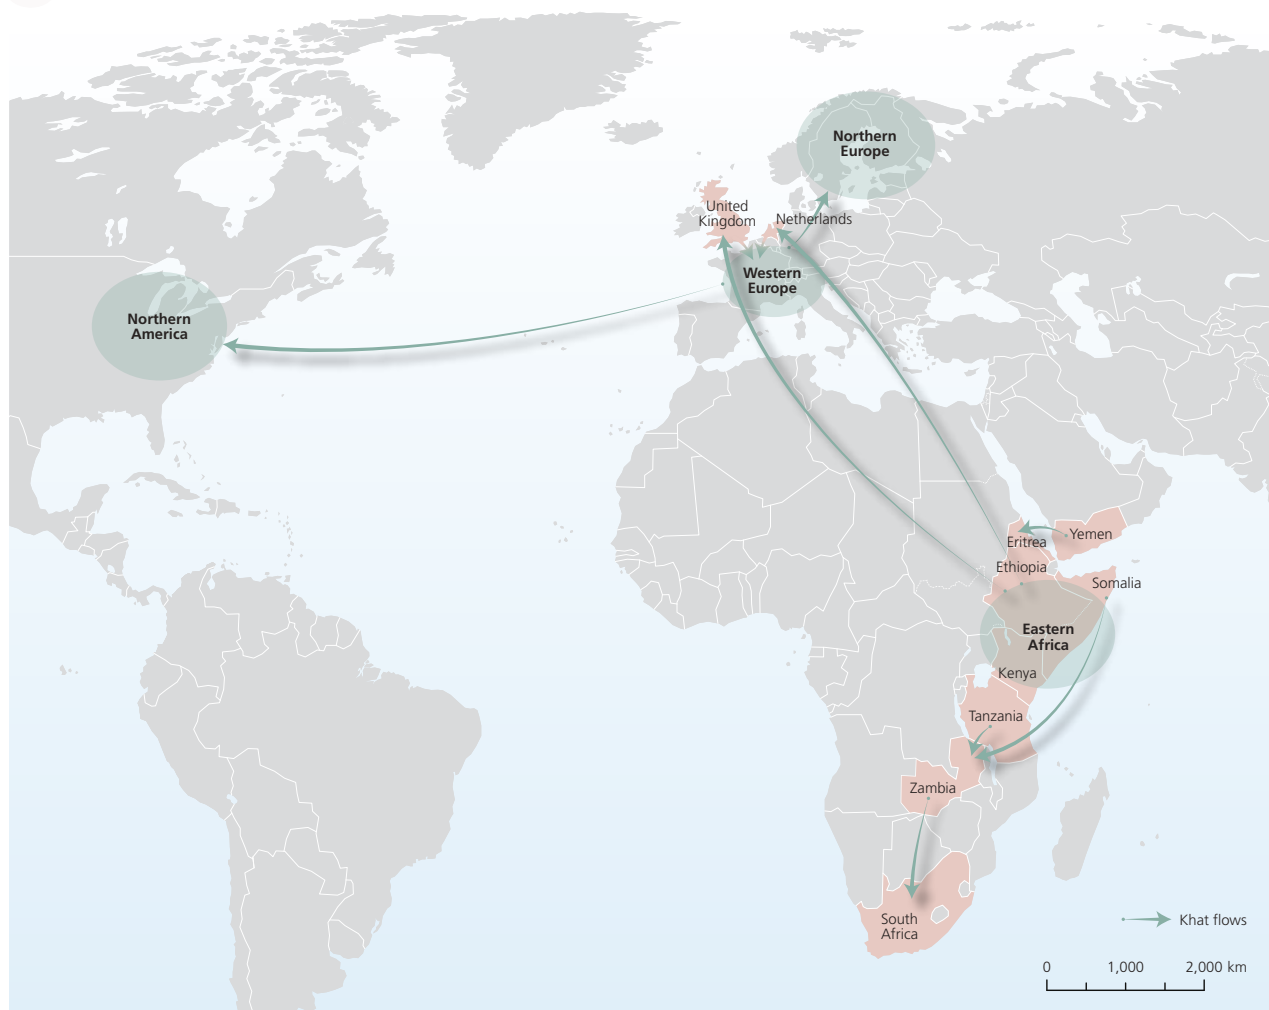 Northern
Europe
United
Kingdom
Netherlands
Western
Europe
Northern
America
Eritrea
Yemen
Ethiopia
Somalia
Eastern
Africa
Kenya
Tanzania
Zambia
South
Africa
Khat flows
0 1,000 2,000 km